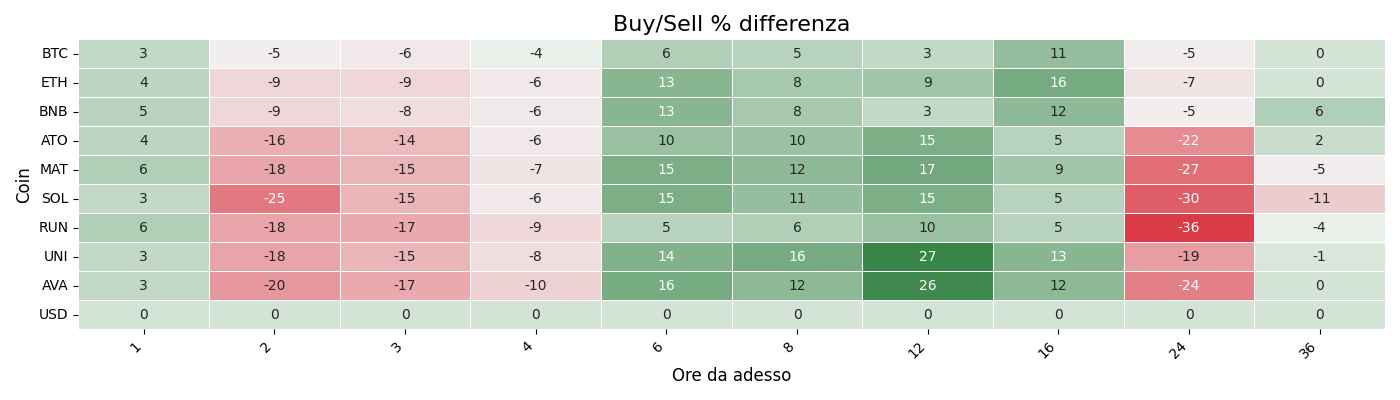 Buy/Sell % differenza
Coin
BTC 3 -5 -6 -4 6 5 3 11 -5 0
ETH 4 -9 -9 -6 13 8 9 16 -7 0
BNB 5 -9 -8 -6 13 8 3 12 -5 6
ATO 4 -16 -14 -6 10 10 15 5 -22 2
MAT 6 -18 -15 -7 15 12 17 9 -27 -5
SOL 3 -25 -15 -6 15 11 15 5 -30 -11
RUN 6 -18 -17 -9 5 6 10 5 -36 -4
UNI 3 -18 -15 -8 14 16 27 13 -19 -1
AVA 3 -20 -17 -10 16 12 26 12 -24 0
USD 0 0 0 0 0 0 0 0 0 0
1 2 3 4 6 8 12 16 24 36
Ore da adesso